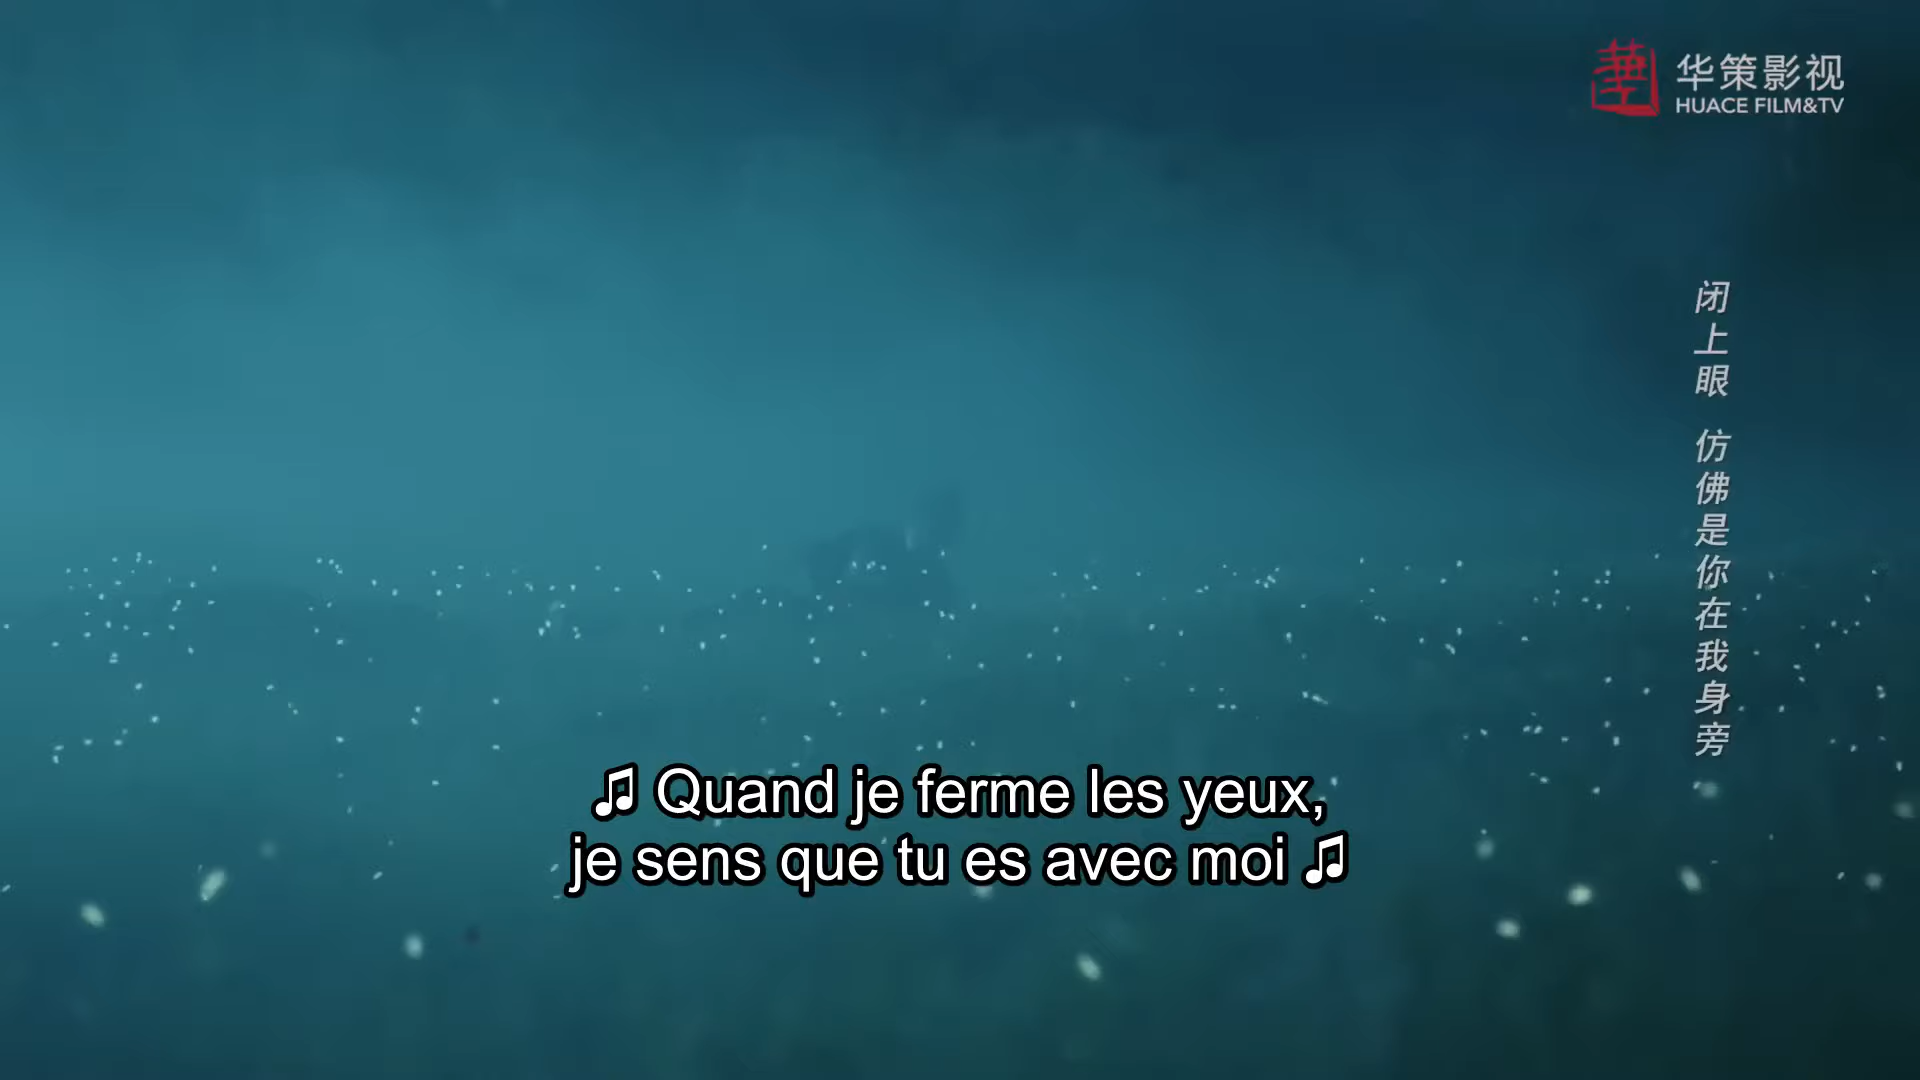 華
华策影视
HUACE FILM&TV
闭上眼 仿佛是你在我身旁
♫ Quand je ferme les yeux,
je sens que tu es avec moi ♫